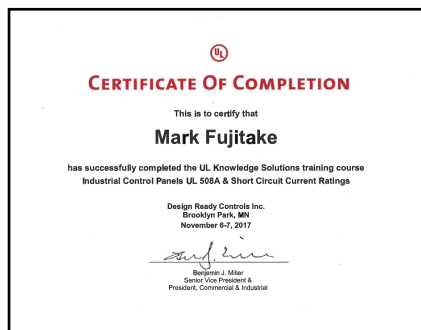 UL
CERTIFICATE OF COMPLETION
This is to certify that
Mark Fujitake
has successfully completed the UL Knowledge Solutions training course
Industrial Control Panels UL 508A & Short Circuit Current Ratings
Design Ready Controls Inc.
Brooklyn Park, MN
November 6-7, 2017
Benjamin J. Miller
Senior Vice President &
President, Commercial & Industrial